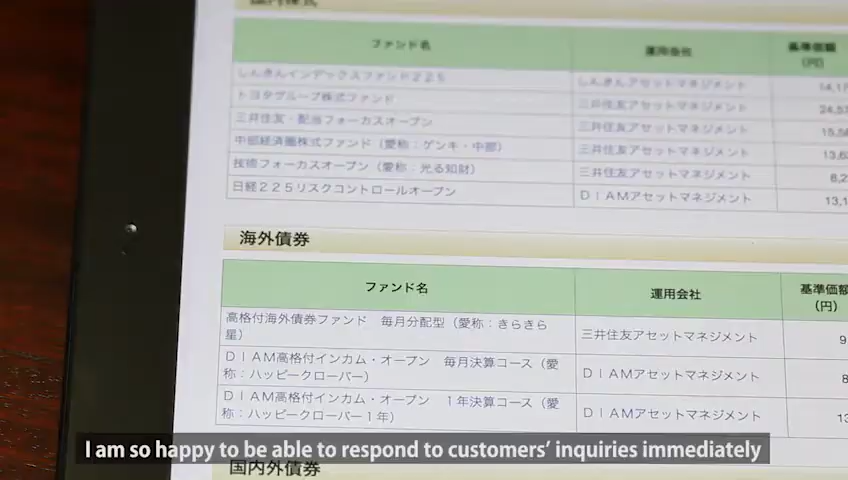 国内株式
ファンド名 運用会社 基準価額
(円)
しんきんインデックスファンド225 しんきんアセットマネジメント 14,17
トヨタグループ株式ファンド 三井住友アセットマネジメント 24,5
三井住友・配当フォーカスオープン 三井住友アセットマネジメント 15,5
中部経済圏株式ファンド(愛称:ゲンキ・中部) 三井住友アセットマネジメント 13,6
技術フォーカスオープン(愛称:光る知財) 三井住友アセットマネジメント 8,2
日経225リスクコントロールオープン DIAMアセットマネジメント 13,1
海外債券
ファンド名 運用会社 基準価額
(円)
高格付海外債券ファンド 毎月分配型(愛称:きらきら
星) 三井住友アセットマネジメント 9
DIAM高格付インカム・オープン 毎月決算コース(愛
称:ハッピークローバー) DIAMアセットマネジメント 8
DIAM高格付インカム・オープン 1年決算コース(愛
称:ハッピークローバー1年) DIAMアセットマネジメント 13
I am so happy to be able to respond to customers' inquiries immediately
国内外債券